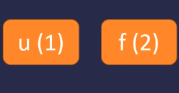 u (1) f (2)